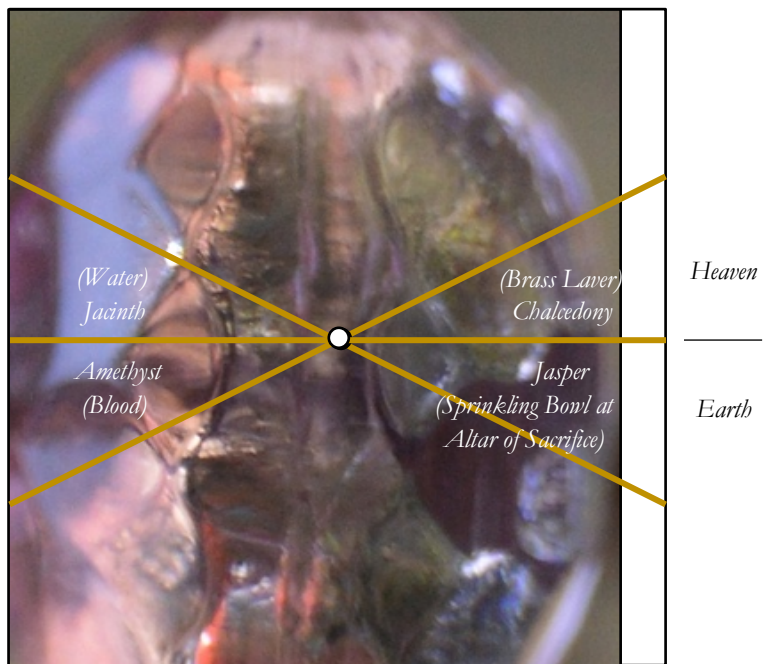 (Water)
Jacinth
(Brass Laver)
Chalcedony
Heaven
Amethyst
(Blood)
Jasper
(Sprinkling Bowl at
Altar of Sacrifice)
Earth